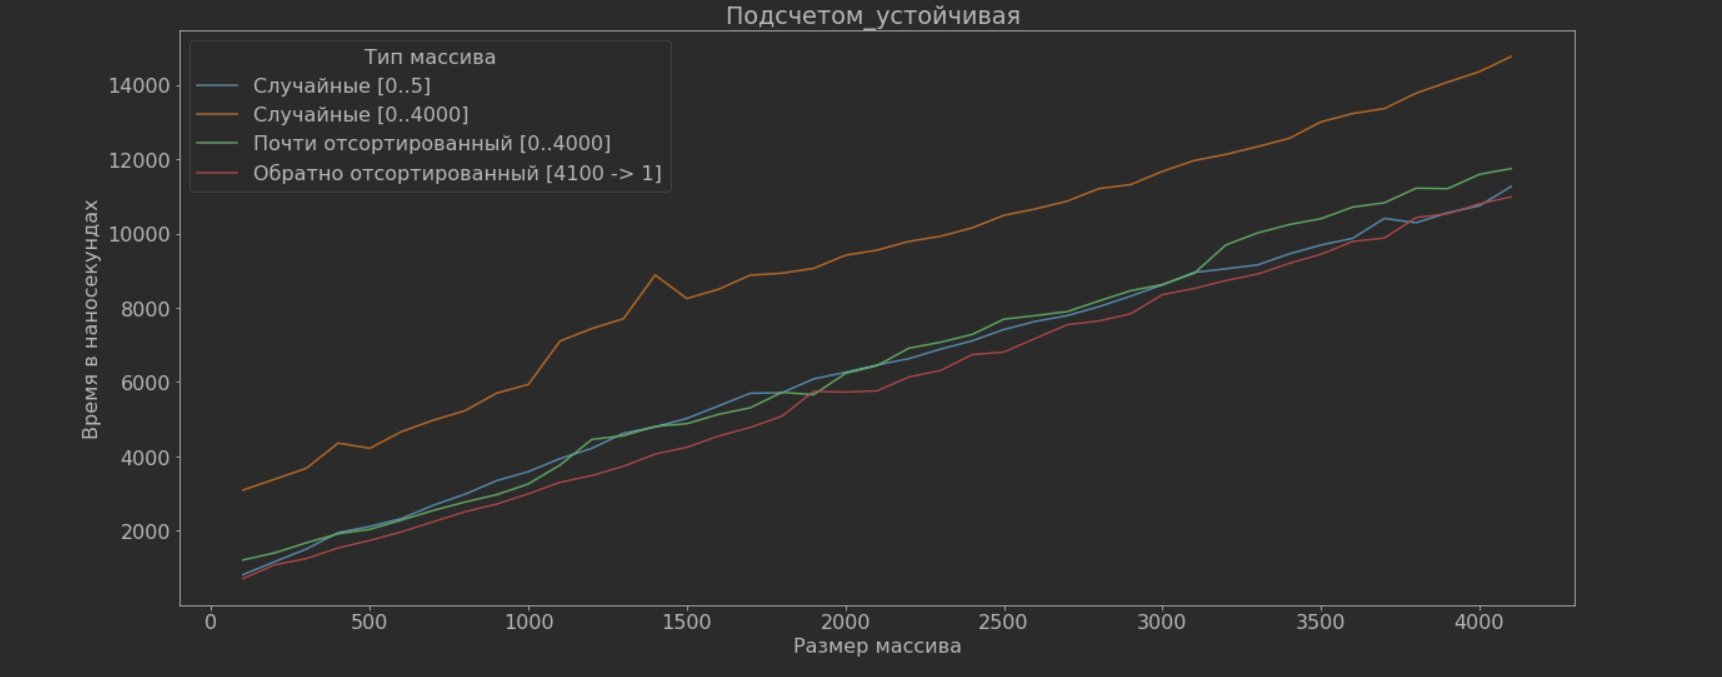 Подсчетом_устойчивая
Тип массива
Случайные [0..5]
Случайные [0..4000]
Почти отсортированный [0..4000]
Обратно отсортированный [4100 -> 1]
Время в наносекундах
14000
12000
10000
8000
6000
4000
2000
0 500 1000 1500 2000 2500 3000 3500 4000
Размер массива